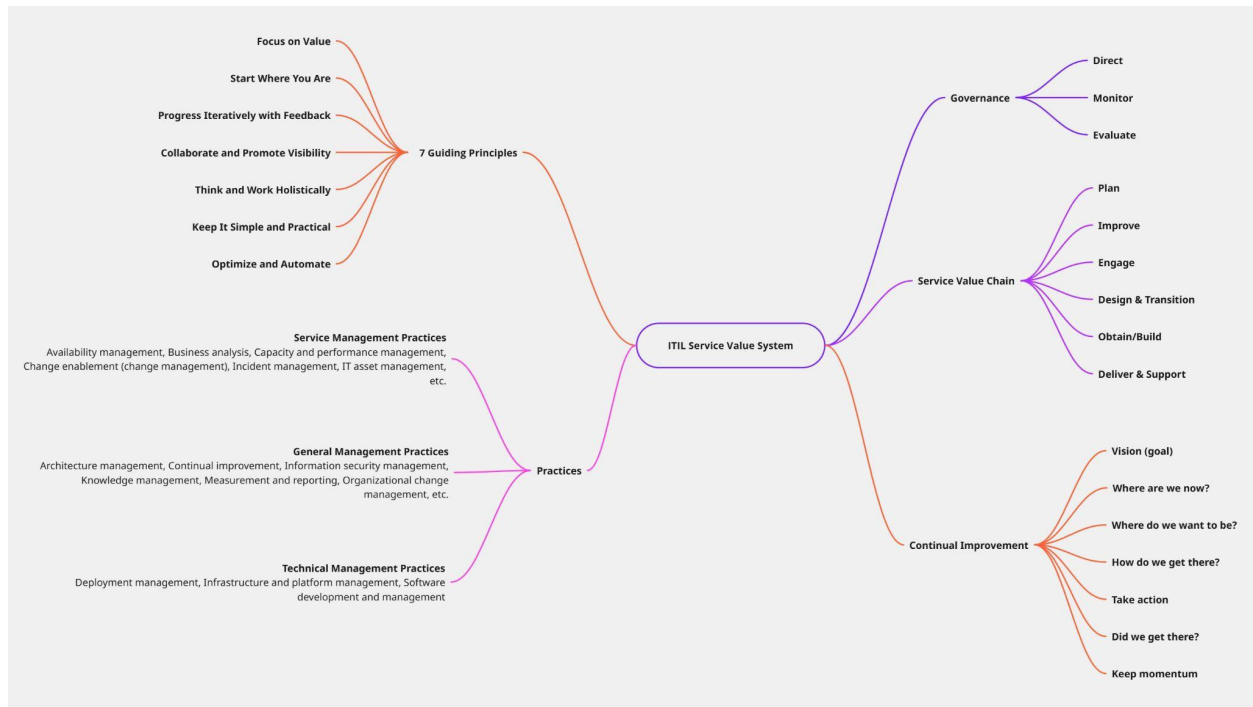 Focus on Value
Start Where You Are
Progress Iteratively with Feedback
Collaborate and Promote Visibility
Think and Work Holistically
Keep It Simple and Practical
Optimize and Automate
7 Guiding Principles
Service Management Practices
Availability management, Business analysis, Capacity and performance management,
Change enablement (change management), Incident management, IT asset management,
etc.
General Management Practices
Architecture management, Continual improvement, Information security management,
Knowledge management, Measurement and reporting, Organizational change
management, etc.
Technical Management Practices
Deployment management, Infrastructure and platform management, Software
development and management
Practices
ITIL Service Value System
Governance
Direct
Monitor
Evaluate
Service Value Chain
Plan
Improve
Engage
Design & Transition
Obtain/Build
Deliver & Support
Continual Improvement
Vision (goal)
Where are we now?
Where do we want to be?
How do we get there?
Take action
Did we get there?
Keep momentum